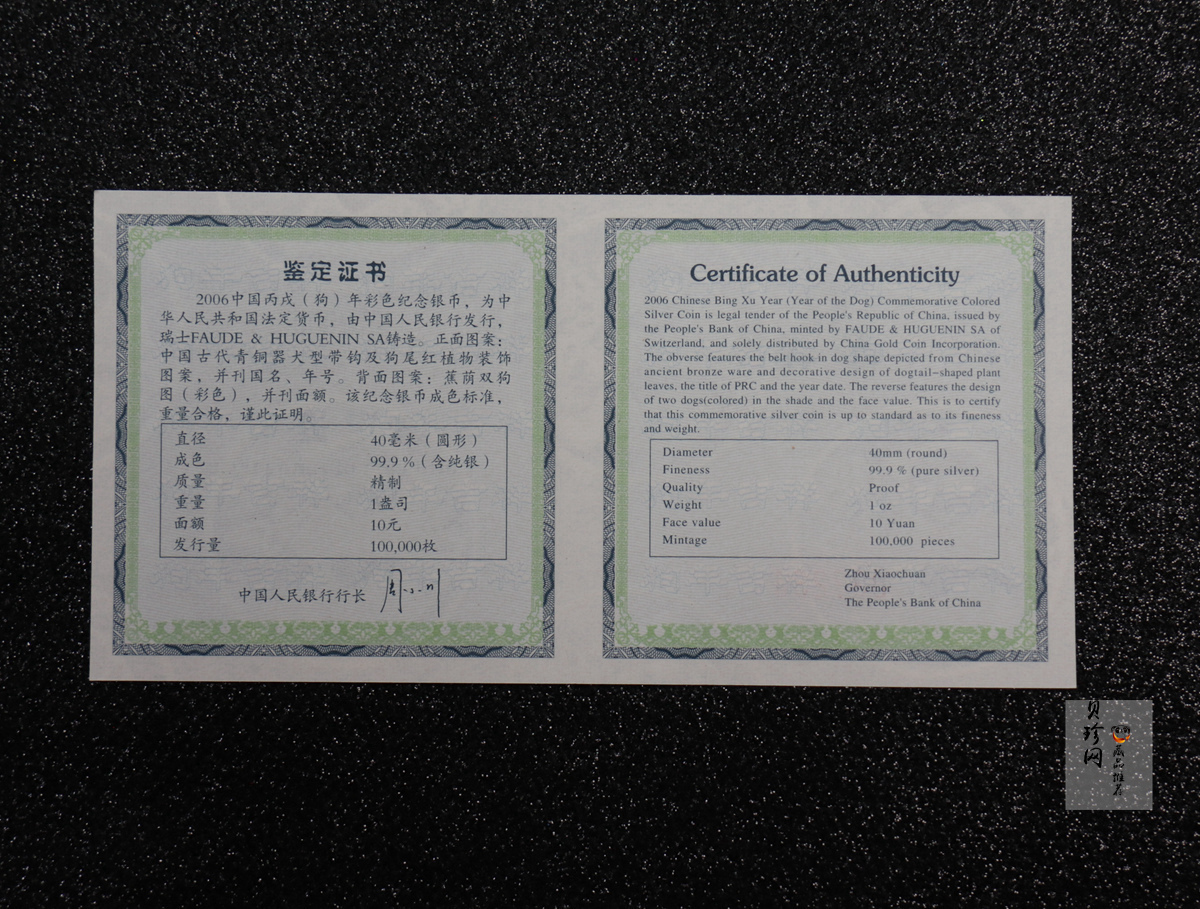 鉴定证书
2006中国丙戌（狗）年彩色纪念银币，为中
华人民共和国法定货币，由中国人民银行发行，
瑞士FAUDE & HUGUENIN SA铸造。正面图案：
中国古代青铜器犬型带钩及狗尾红植物装饰
图案，并刊国名、年号。背面图案：蕉荫双狗
图（彩色），并刊面额。该纪念银币成色标准，
重量合格，谨此证明。
直径 40毫米（圆形）
成色 99.9％（含纯银）
质量 精制
重量 1盎司
面额 10元
发行量 100,000枚
中国人民银行行长 周小川
Certificate of Authenticity
2006 Chinese Bing Xu Year (Year of the Dog) Commemorative Colored
Silver Coin is legal tender of the People's Republic of China, issued by
the People's Bank of China, minted by FAUDE & HUGUENIN SA of
Switzerland, and solely distributed by China Gold Coin Incorporation.
The obverse features the belt hook in dog shape depicted from Chinese
ancient bronze ware and decorative design of dogtail-shaped plant
leaves, the title of PRC and the year date. The reverse features the design
of two dogs(colored) in the shade and the face value. This is to certify
that this commemorative silver coin is up to standard as to its fineness
and weight.
Diameter 40mm (round)
Fineness 99.9 % (pure silver)
Quality Proof
Weight 1 oz
Face value 10 Yuan
Mintage 100,000 pieces
Zhou Xiaochuan
Governor
The People's Bank of China
贝珍网
藏品推荐